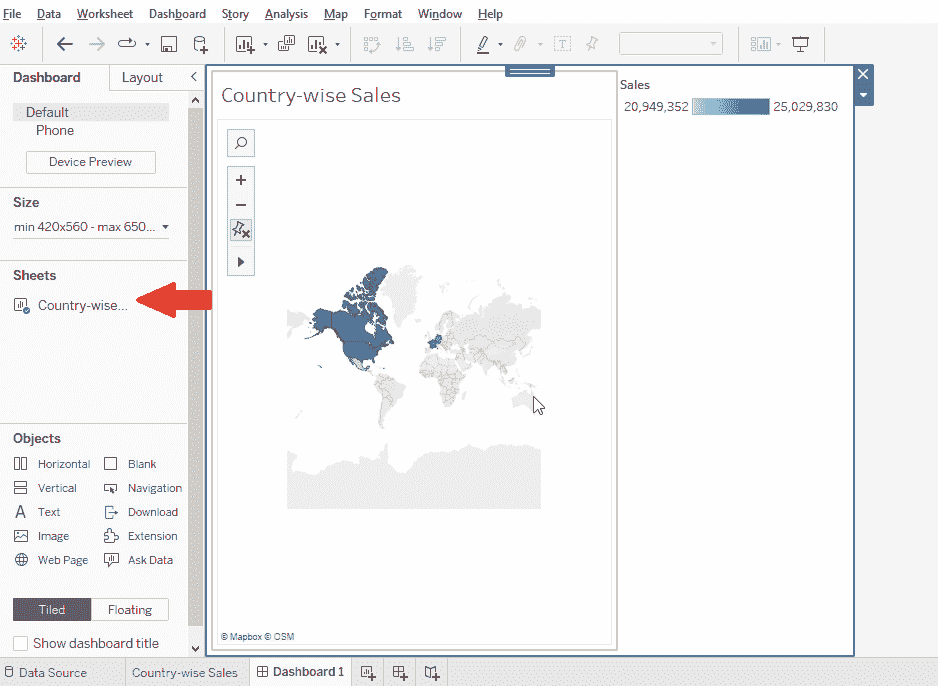 File Data Worksheet Dashboard Story Analysis Map Format Window Help
Dashboard Layout
Default
Phone
Device Preview
Size
min 420x560 - max 650...
Sheets
Country-wise...
Objects
Horizontal Blank
Vertical Navigation
A Text Download
Image Extension
Web Page Ask Data
Tiled Floating
Show dashboard title
Country-wise Sales
© Mapbox © OSM
Sales
20,949,352 25,029,830
Data Source Country-wise Sales Dashboard 1